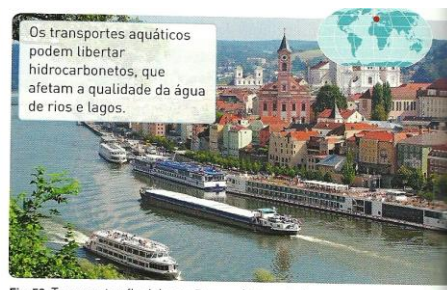 Os transportes aquáticos
podem libertar
hidrocarbonetos, que
afetam a qualidade da água
de rios e lagos.